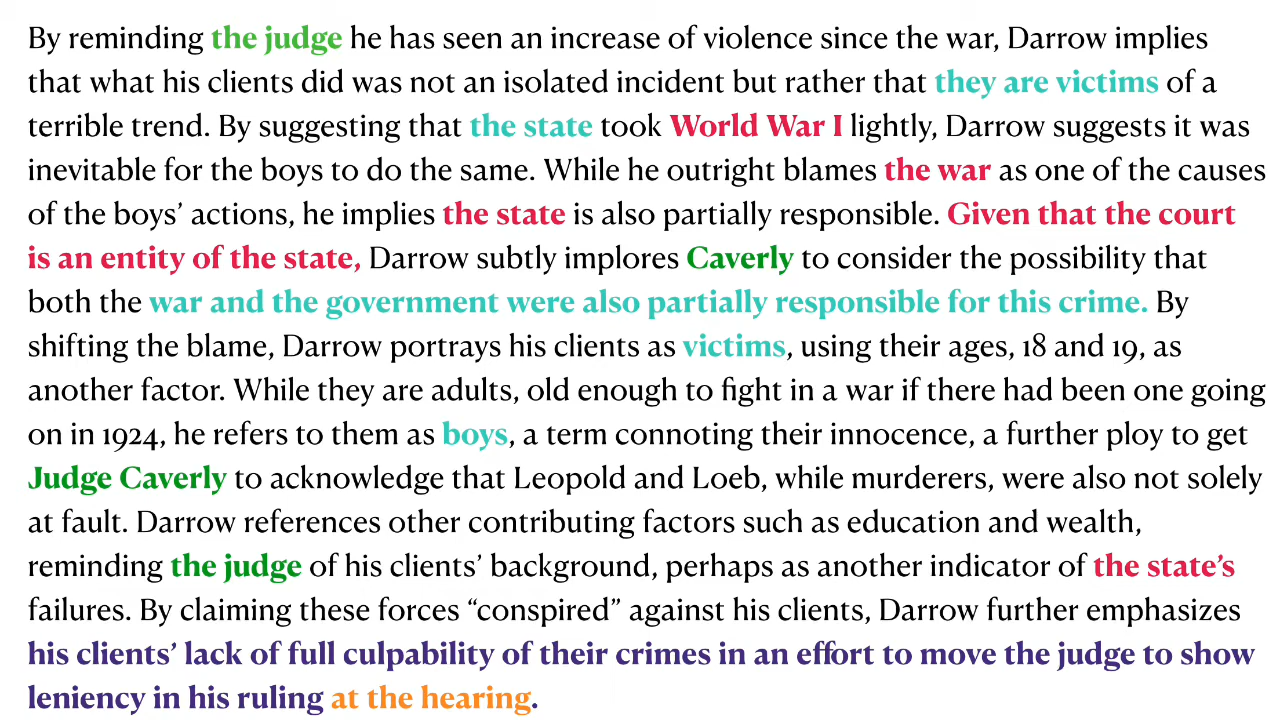 By reminding the judge he has seen an increase of violence since the war, Darrow implies
that what his clients did was not an isolated incident but rather that they are victims of a
terrible trend. By suggesting that the state took World War I lightly, Darrow suggests it was
inevitable for the boys to do the same. While he outright blames the war as one of the causes
of the boys’ actions, he implies the state is also partially responsible. Given that the court
is an entity of the state, Darrow subtly implores Caverly to consider the possibility that
both the war and the government were also partially responsible for this crime. By
shifting the blame, Darrow portrays his clients as victims, using their ages, 18 and 19, as
another factor. While they are adults, old enough to fight in a war if there had been one going
on in 1924, he refers to them as boys, a term connoting their innocence, a further ploy to get
Judge Caverly to acknowledge that Leopold and Loeb, while murderers, were also not solely
at fault. Darrow references other contributing factors such as education and wealth,
reminding the judge of his clients’ background, perhaps as another indicator of the state’s
failures. By claiming these forces “conspired” against his clients, Darrow further emphasizes
his clients’ lack of full culpability of their crimes in an effort to move the judge to show
leniency in his ruling at the hearing.